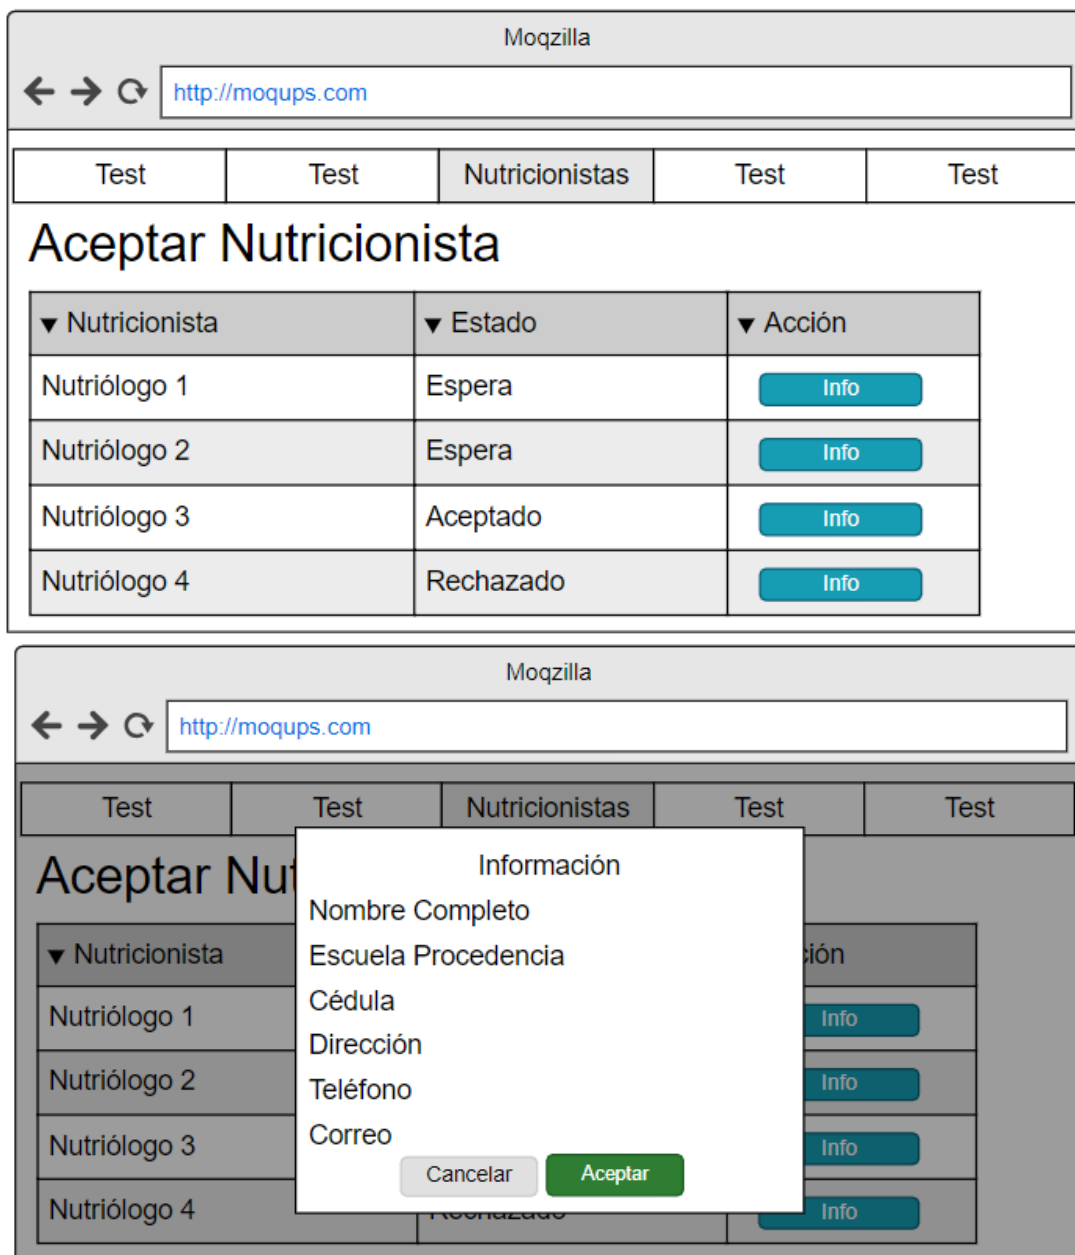 Moqzilla
http://moqups.com
Test Test Nutricionistas Test Test
Aceptar Nutricionista
▼ Nutricionista ▼ Estado ▼ Acción
Nutriólogo 1 Espera Info
Nutriólogo 2 Espera Info
Nutriólogo 3 Aceptado Info
Nutriólogo 4 Rechazado Info
Moqzilla
http://moqups.com
Test Test Nutricionistas Test Test
Aceptar Nut
▼ Nutricionista ión
Nutriólogo 1 Info
Nutriólogo 2 Info
Nutriólogo 3 Info
Nutriólogo 4 Rechazado Info
Información
Nombre Completo
Escuela Procedencia
Cédula
Dirección
Teléfono
Correo
Cancelar Aceptar